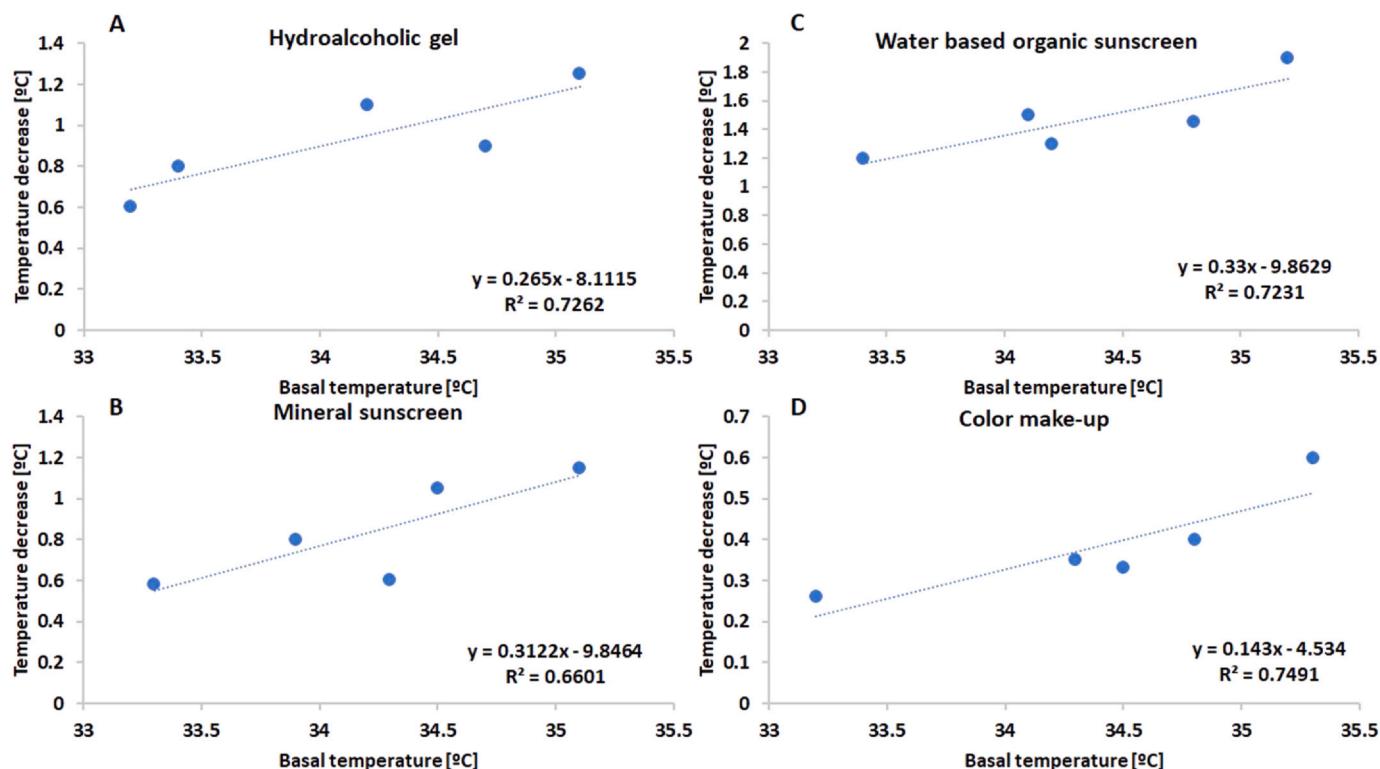 A
Hydroalcoholic gel
Temperature decrease [ºC]
1.4
1.2
1
0.8
0.6
0.4
0.2
0
y = 0.265x - 8.1115
R² = 0.7262
33
33.5
34
34.5
35
35.5
Basal temperature [ºC]
C
Water based organic sunscreen
Temperature decrease [ºC]
2
1.8
1.6
1.4
1.2
1
0.8
0.6
0.4
0.2
0
y = 0.33x - 9.8629
R² = 0.7231
33
33.5
34
34.5
35
35.5
Basal temperature [ºC]
B
Mineral sunscreen
Temperature decrease [ºC]
1.4
1.2
1
0.8
0.6
0.4
0.2
0
y = 0.3122x - 9.8464
R² = 0.6601
33
33.5
34
34.5
35
35.5
Basal temperature [ºC]
D
Color make-up
Temperature decrease [ºC]
0.7
0.6
0.5
0.4
0.3
0.2
0.1
0
y = 0.143x - 4.534
R² = 0.7491
33
33.5
34
34.5
35
35.5
Basal temperature [ºC]